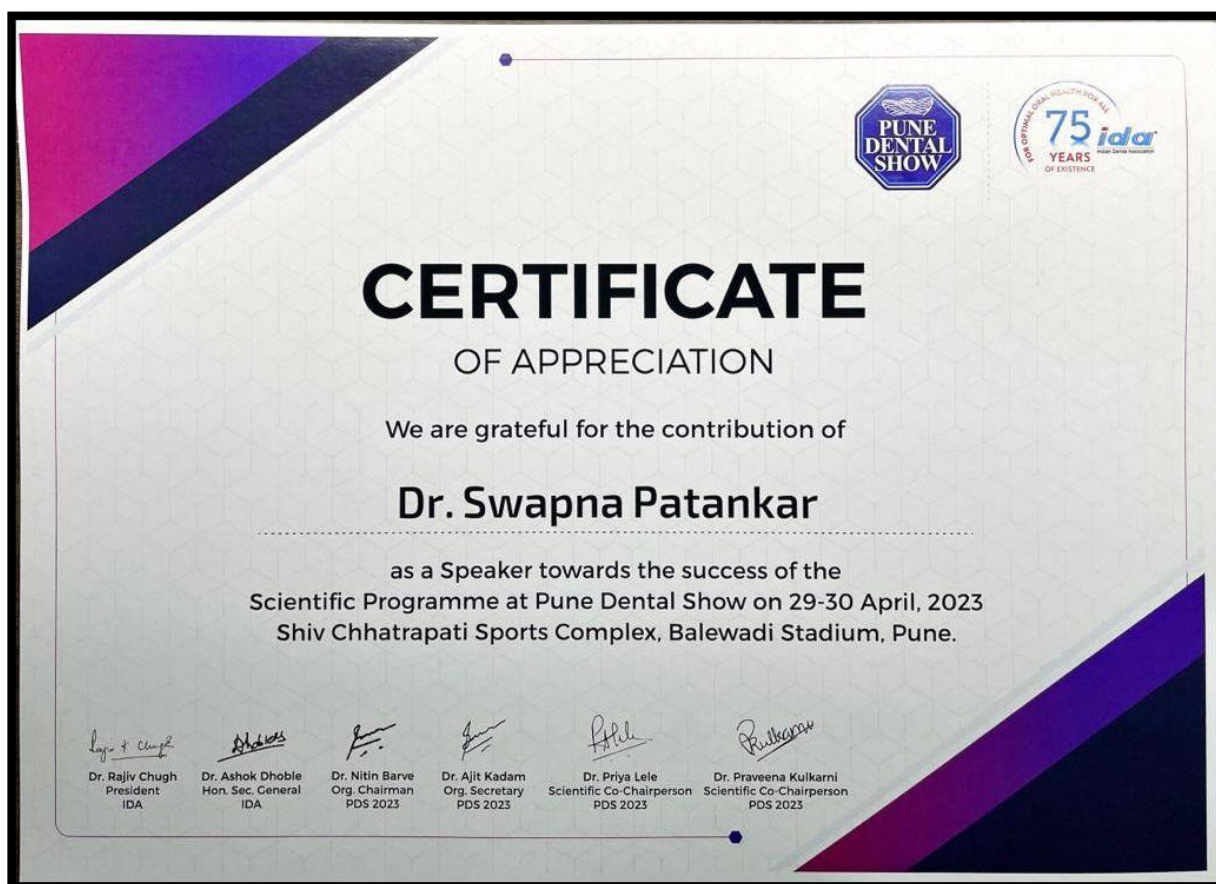 PUNE
DENTAL
SHOW
FOR OPTIMAL ORAL HEALTH FOR ALL
75
YEARS
OF EXISTENCE
ida
Indian Dental Association
CERTIFICATE
OF APPRECIATION
We are grateful for the contribution of
Dr. Swapna Patankar
as a Speaker towards the success of the
Scientific Programme at Pune Dental Show on 29-30 April, 2023
Shiv Chhatrapati Sports Complex, Balewadi Stadium, Pune.
Dr. Rajiv Chugh
President
IDA
Dr. Ashok Dhoble
Hon. Sec. General
IDA
Dr. Nitin Barve
Org. Chairman
PDS 2023
Dr. Ajit Kadam
Org. Secretary
PDS 2023
Dr. Priya Lele
Scientific Co-Chairperson
PDS 2023
Dr. Praveena Kulkarni
Scientific Co-Chairperson
PDS 2023